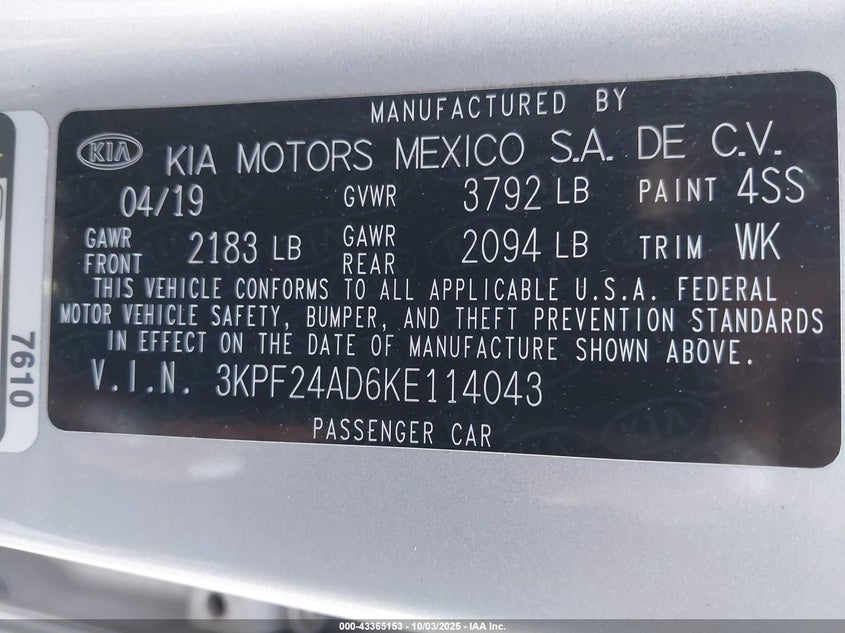 MANUFACTURED BY
KIA KIA MOTORS MEXICO S.A. DE C.V.
04/19 GVWR 3792 LB PAINT 4SS
GAWR FRONT 2183 LB GAWR REAR 2094 LB TRIM WK
THIS VEHICLE CONFORMS TO ALL APPLICABLE U.S.A. FEDERAL
MOTOR VEHICLE SAFETY, BUMPER, AND THEFT PREVENTION STANDARDS
IN EFFECT ON THE DATE OF MANUFACTURE SHOWN ABOVE.
V.I.N. 3KPF24AD6KE114043
PASSENGER CAR
7610
000-43365153 - 10/03/2025 - IAA Inc.